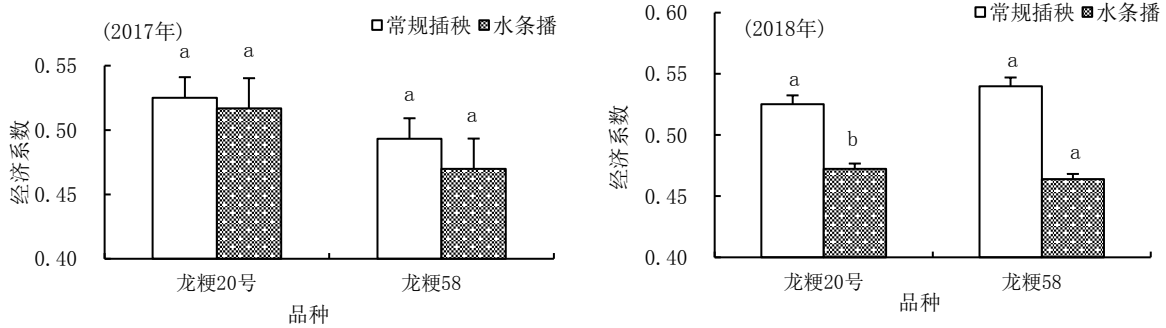 (2017年)
常规插秧 水条播
a a
a a
0.55
0.50
0.45
0.40
经济系数
龙粳20号 龙粳58
品种
(2018年)
常规插秧 水条播
0.60
a a
b a
0.55
0.50
0.45
0.40
经济系数
龙粳20号 龙粳58
品种